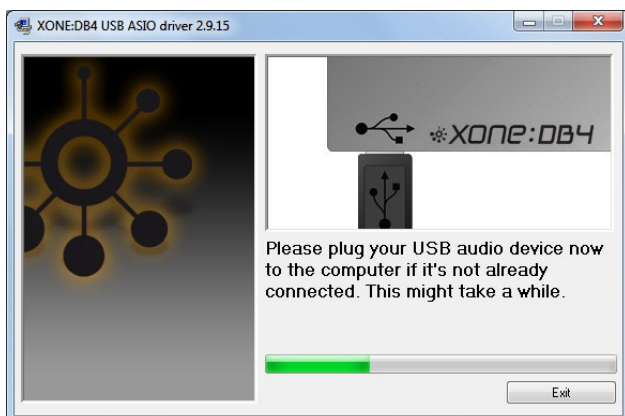 XONE:DB4 USB ASIO driver 2.9.15
XONE:DB4
Please plug your USB audio device now
to the computer if it's not already
connected. This might take a while.
Exit